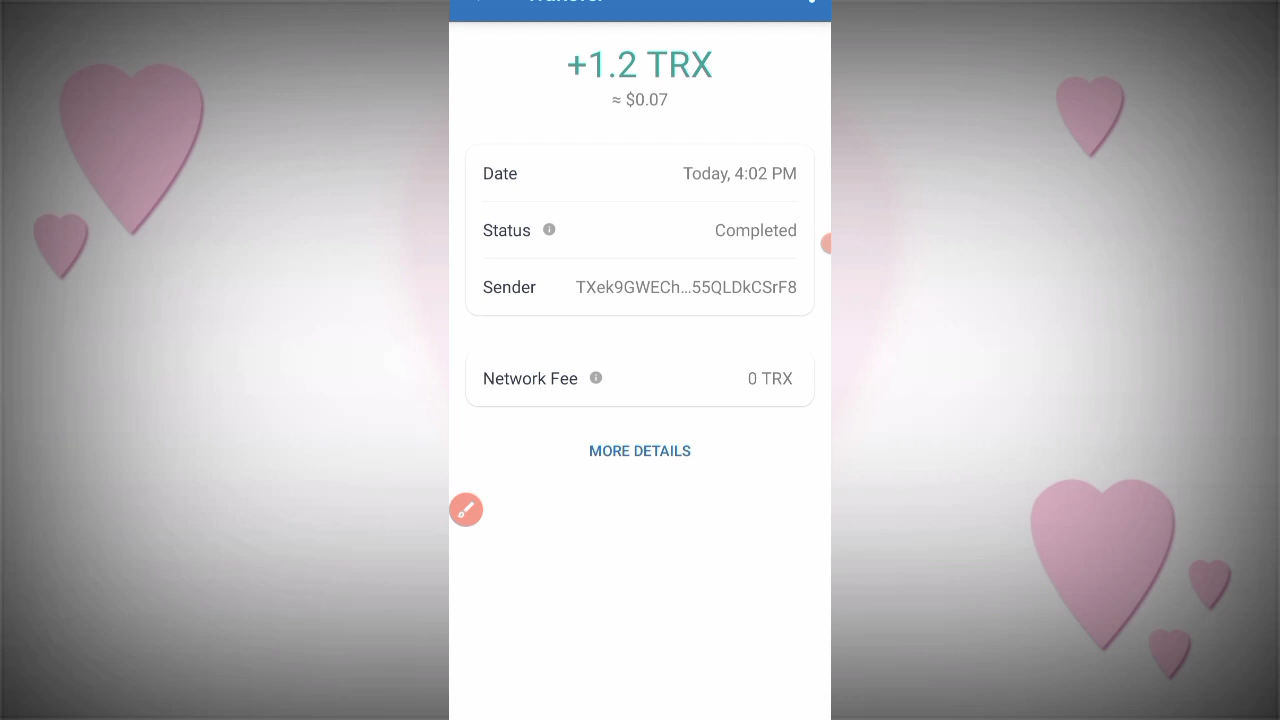 +1.2 TRX
≈ $0.07
Date Today, 4:02 PM
Status Completed
Sender TXek9GWECh...55QLDkCSrF8
Network Fee 0 TRX
MORE DETAILS